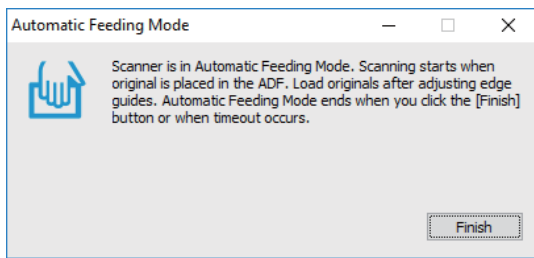 Automatic Feeding Mode
Scanner is in Automatic Feeding Mode. Scanning starts when
original is placed in the ADF. Load originals after adjusting edge
guides. Automatic Feeding Mode ends when you click the [Finish]
button or when timeout occurs.
Finish